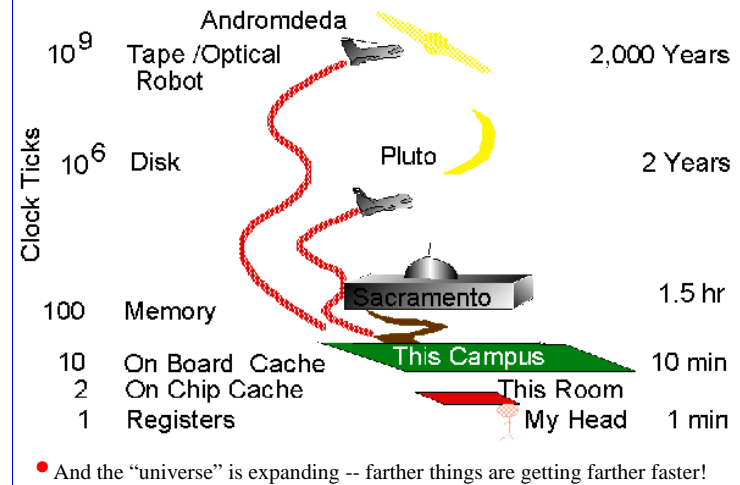 Andromdeda
10⁹ Tape /Optical Robot 2,000 Years
Clock Ticks
10⁶ Disk Pluto 2 Years
Sacramento
100 Memory 1.5 hr
This Campus
10 On Board Cache 10 min
2 On Chip Cache This Room
1 Registers My Head 1 min
• And the “universe” is expanding -- farther things are getting farther faster!